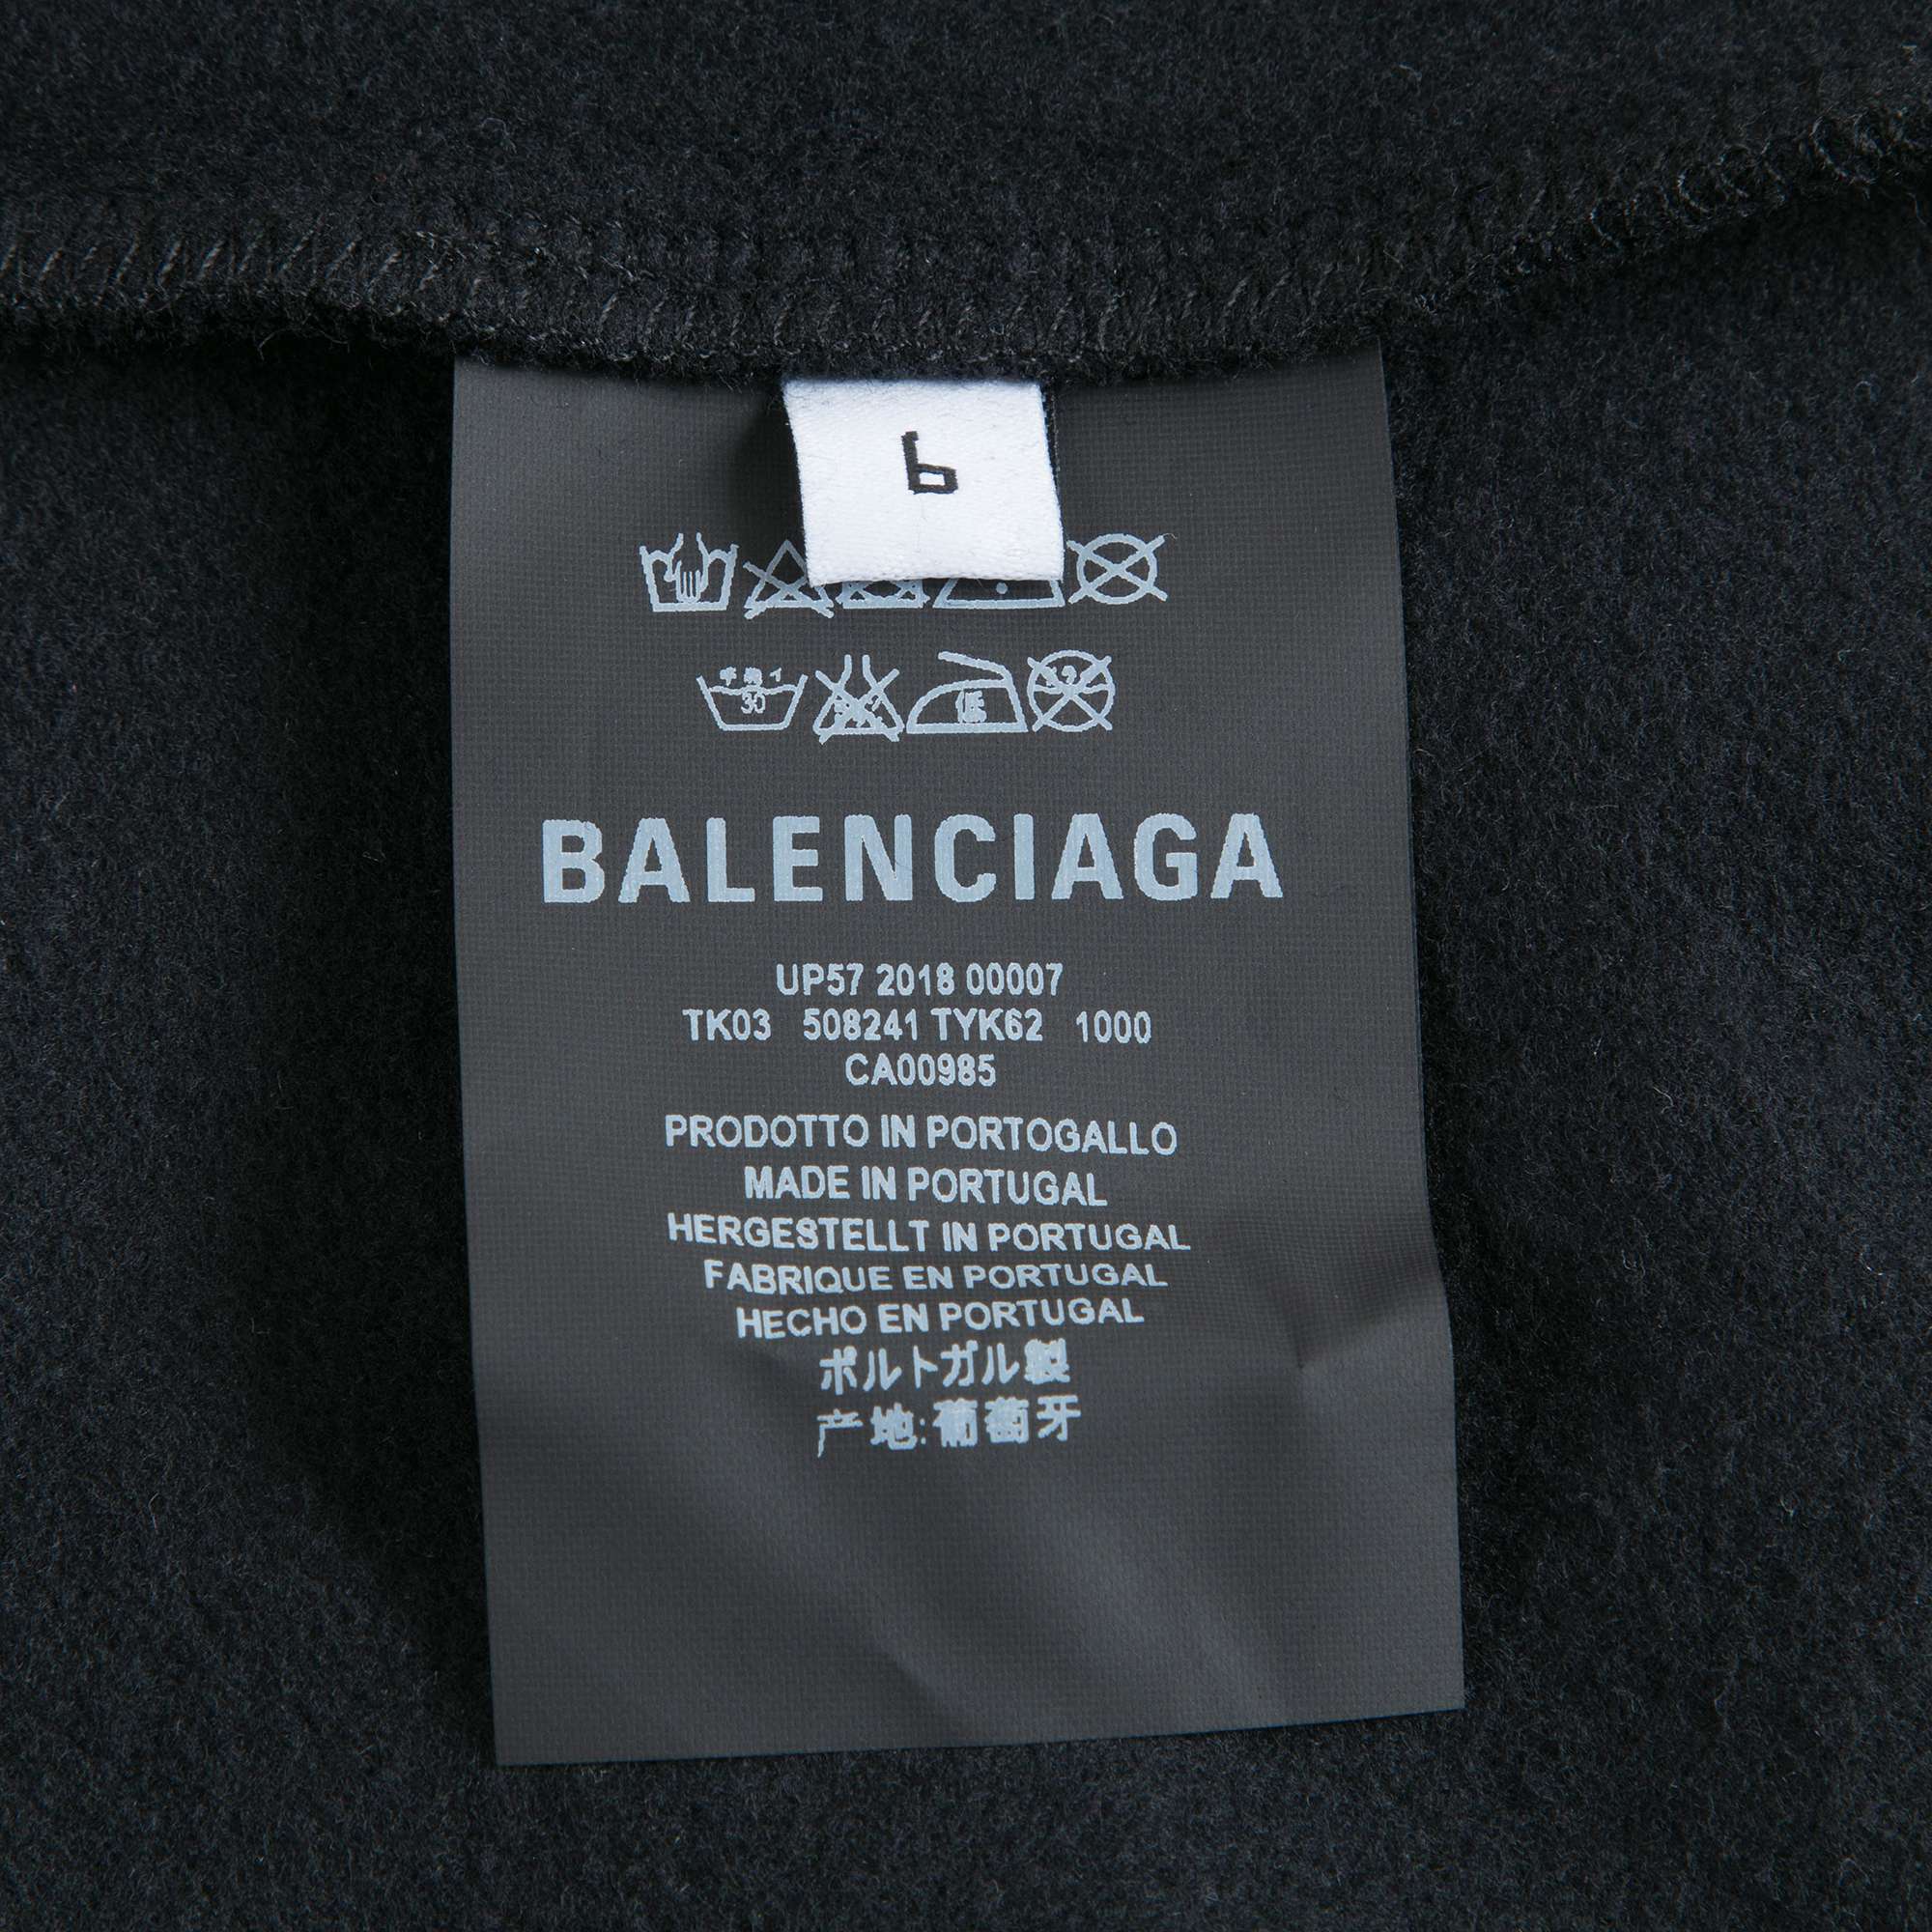 6
30
BALENCIAGA
UP57 2018 00007
TK03 508241 TYK62 1000
CA00985
PRODOTTO IN PORTOGALLO
MADE IN PORTUGAL
HERGESTELLT IN PORTUGAL
FABRIQUE EN PORTUGAL
HECHO EN PORTUGAL
ポルトガル製
产地:葡萄牙